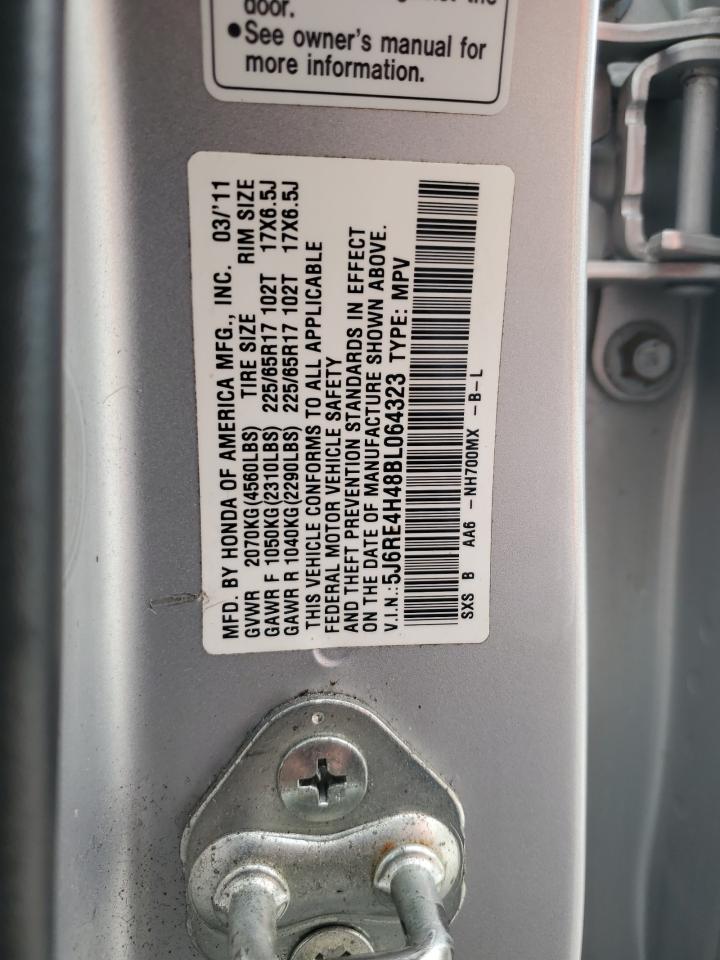 door.
•See owner's manual for
more information.
MFD. BY HONDA OF AMERICA MFG., INC. 03/'11
GVWR 2070KG(4560LBS) TIRE SIZE RIM SIZE
GAWR F 1050KG(2310LBS) 225/65R17 102T 17X6.5J
GAWR R 1040KG(2290LBS) 225/65R17 102T 17X6.5J
THIS VEHICLE CONFORMS TO ALL APPLICABLE
FEDERAL MOTOR VEHICLE SAFETY
AND THEFT PREVENTION STANDARDS IN EFFECT
ON THE DATE OF MANUFACTURE SHOWN ABOVE.
V.I.N.:5J6RE4H48BL064323 TYPE: MPV
SXS B AA6 -NH700MX -B-L